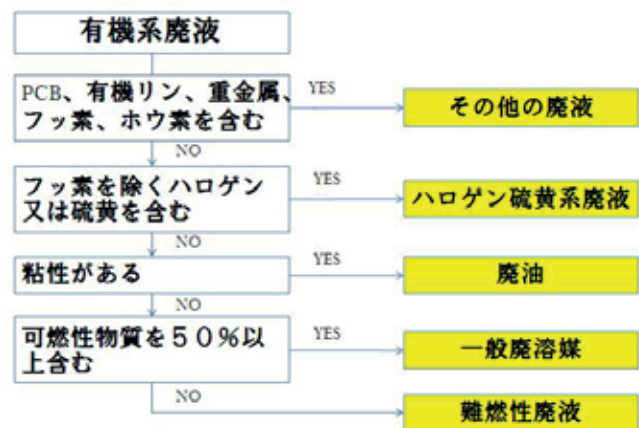 有機系廃液
PCB、有機リン、重金属、
フッ素、ホウ素を含む
YES
その他の廃液
NO
フッ素を除くハロゲン
又は硫黄を含む
YES
ハロゲン硫黄系廃液
NO
粘性がある
YES
廃油
NO
可燃性物質を５０％以
上含む
YES
一般廃溶媒
NO
難燃性廃液